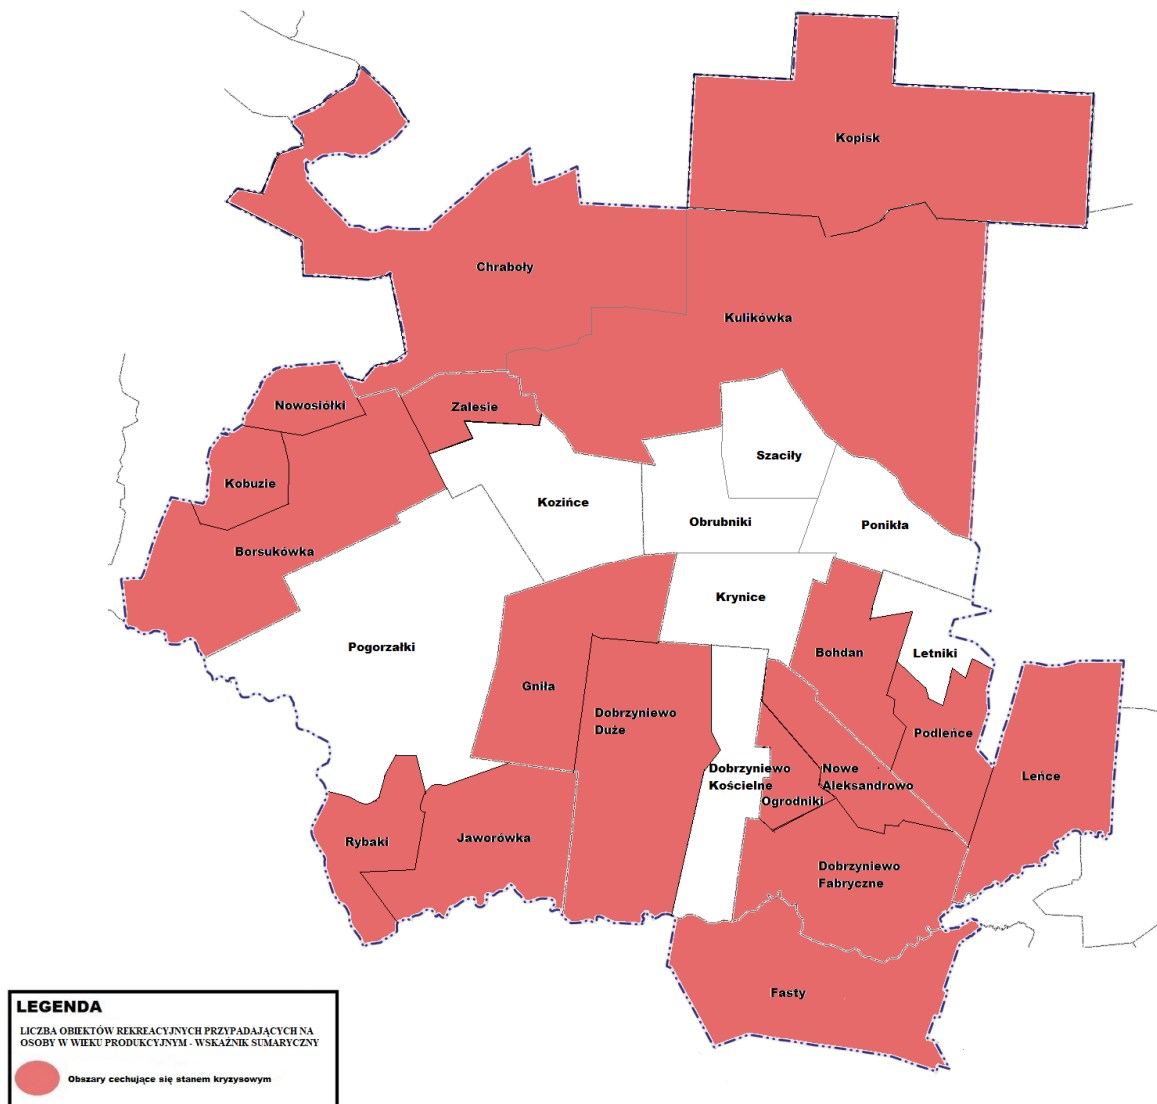 Kopisk
Chraboły
Kulikówka
Nowosiółki
Zalesie
Szaciły
Kobuzie
Kozińce
Obrubniki
Ponikła
Borsukówka
Krynice
Pogorzałki
Bohdan
Letniki
Gniła
Dobrzyniewo
Duże
Podleńce
Dobrzyniewo
Kościelne
Nowe
Aleksandrowo
Leńce
Ogrodniki
Rybaki
Jaworówka
Dobrzyniewo
Fabryczne
Fasty
LEGENDA
LICZBA OBIEKTÓW REKREACYJNYCH PRZYPADAJĄCYCH NA
OSOBY W WIEKU PRODUKCYJNYM - WSKAŹNIK SUMARYCZNY
Obszary cechujące się stanem kryzysowym